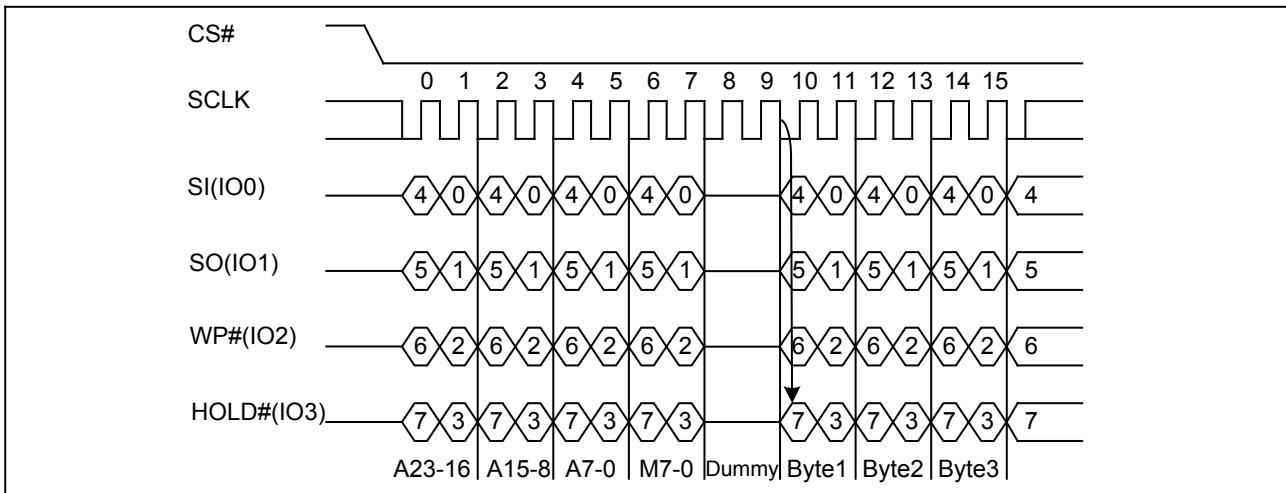 CS#
0 1 2 3 4 5 6 7 8 9 10 11 12 13 14 15
SCLK
SI(IO0) 4 0 4 0 4 0 4 0 4 0 4 0 4 0 4
SO(IO1) 5 1 5 1 5 1 5 1 5 1 5 1 5 1 5
WP#(IO2) 6 2 6 2 6 2 6 2 6 2 6 2 6 2 6
HOLD#(IO3) 7 3 7 3 7 3 7 3 7 3 7 3 7 3 7
A23-16 A15-8 A7-0 M7-0 Dummy Byte1 Byte2 Byte3